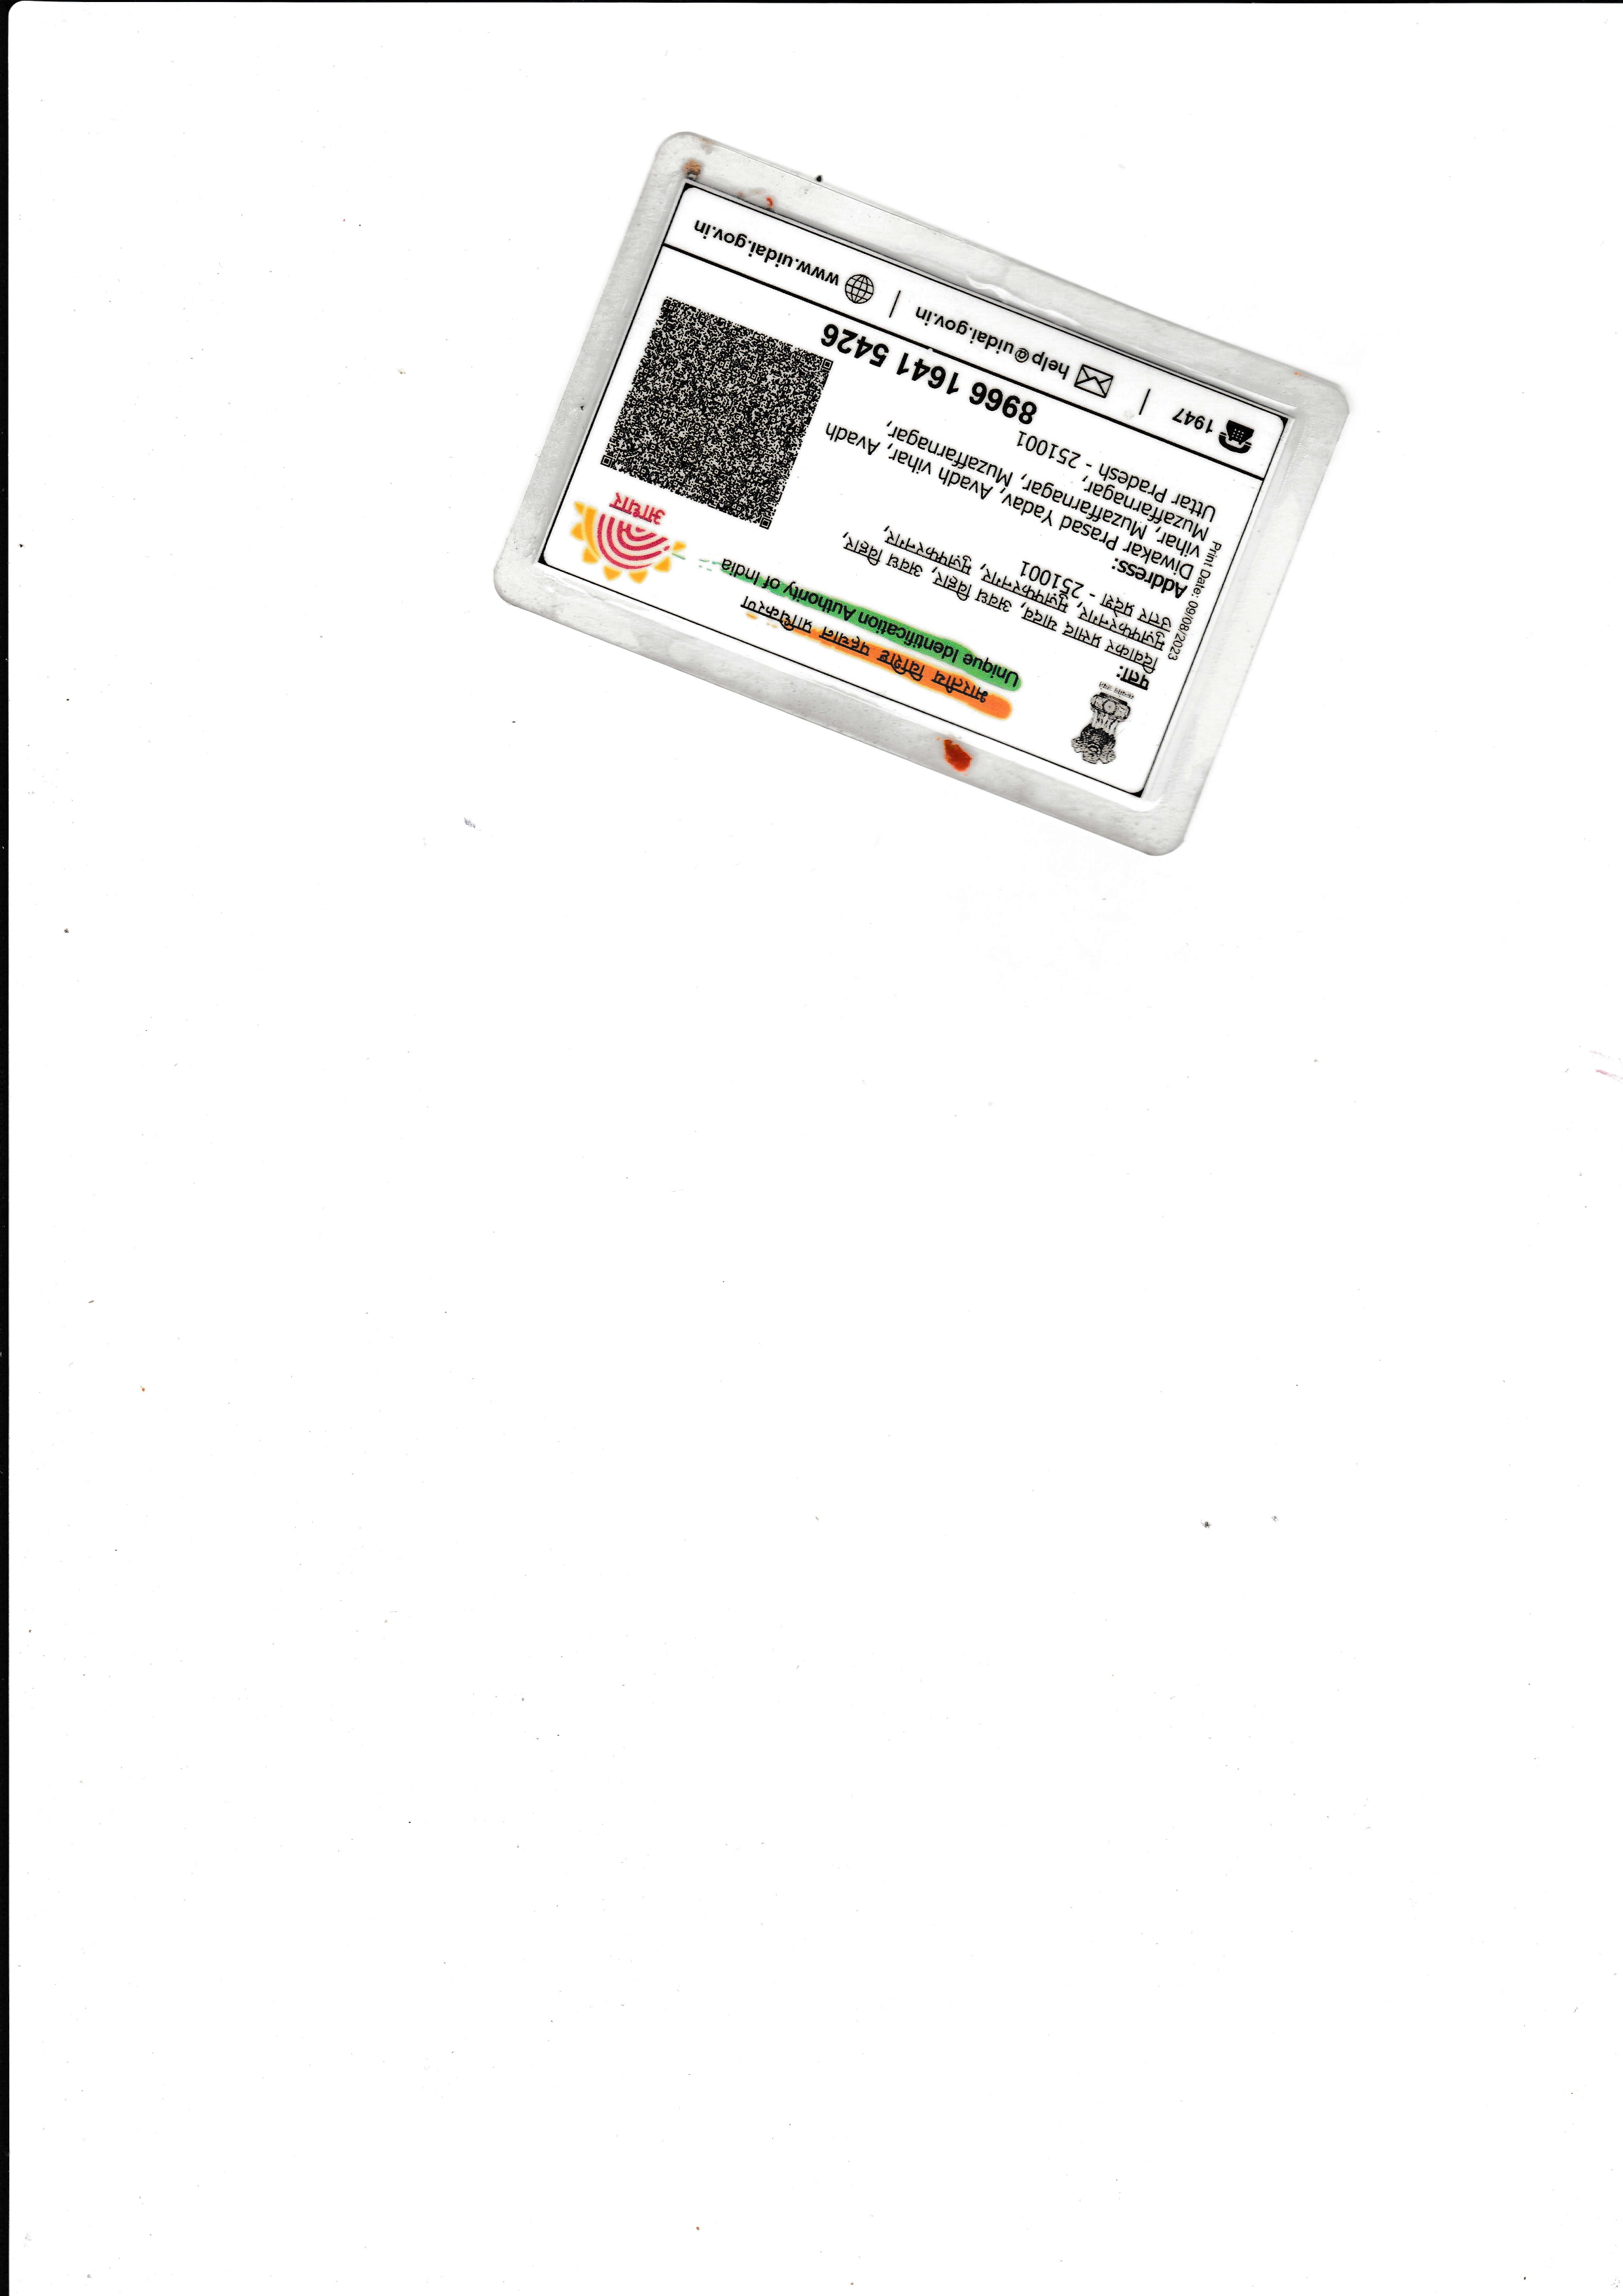 भारतीय विशिष्ट पहचान प्राधिकरण
Unique Identification Authority of India
आधार
पता:
दिवाकर प्रसाद यादव, अवध विहार, अवध विहार,
मुज़फ्फरनगर, मुज़फ्फरनगर, मुज़फ्फरनगर,
उत्तर प्रदेश - 251001
Address:
Diwakar Prasad Yadav, Avadh vihar, Avadh
vihar, Muzaffarnagar, Muzaffarnagar,
Muzaffarnagar,
Uttar Pradesh - 251001
Print Date: 09/08/2023
8966 1641 5426
1947
help@uidai.gov.in
www.uidai.gov.in